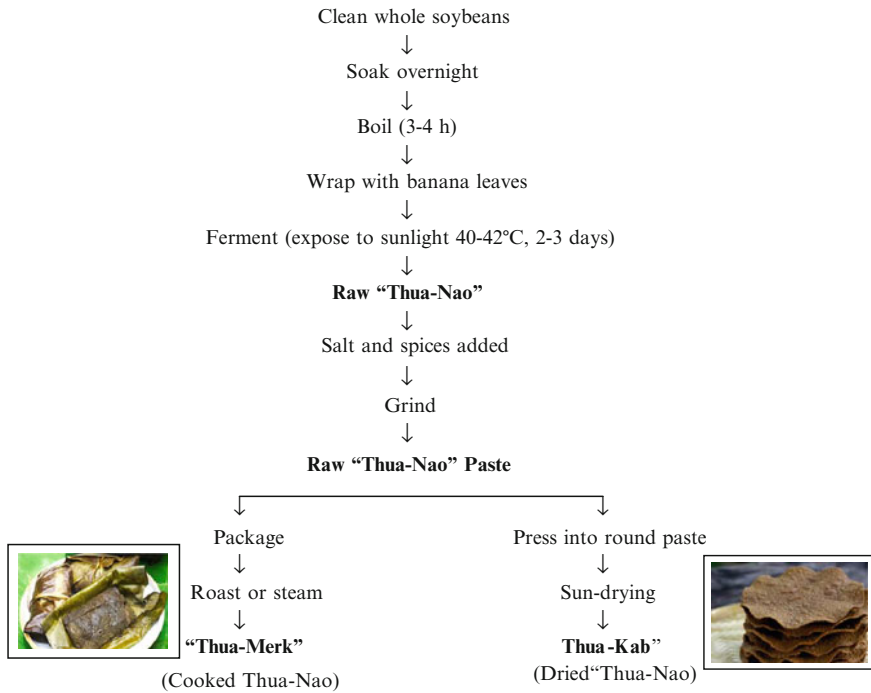 Clean whole soybeans
↓
Soak overnight
↓
Boil (3-4 h)
↓
Wrap with banana leaves
↓
Ferment (expose to sunlight 40-42°C, 2-3 days)
↓
Raw “Thua-Nao”
↓
Salt and spices added
↓
Grind
↓
Raw “Thua-Nao” Paste
Package
↓
Roast or steam
↓
“Thua-Merk”
(Cooked Thua-Nao)
Press into round paste
↓
Sun-drying
↓
Thua-Kab”
(Dried“Thua-Nao)